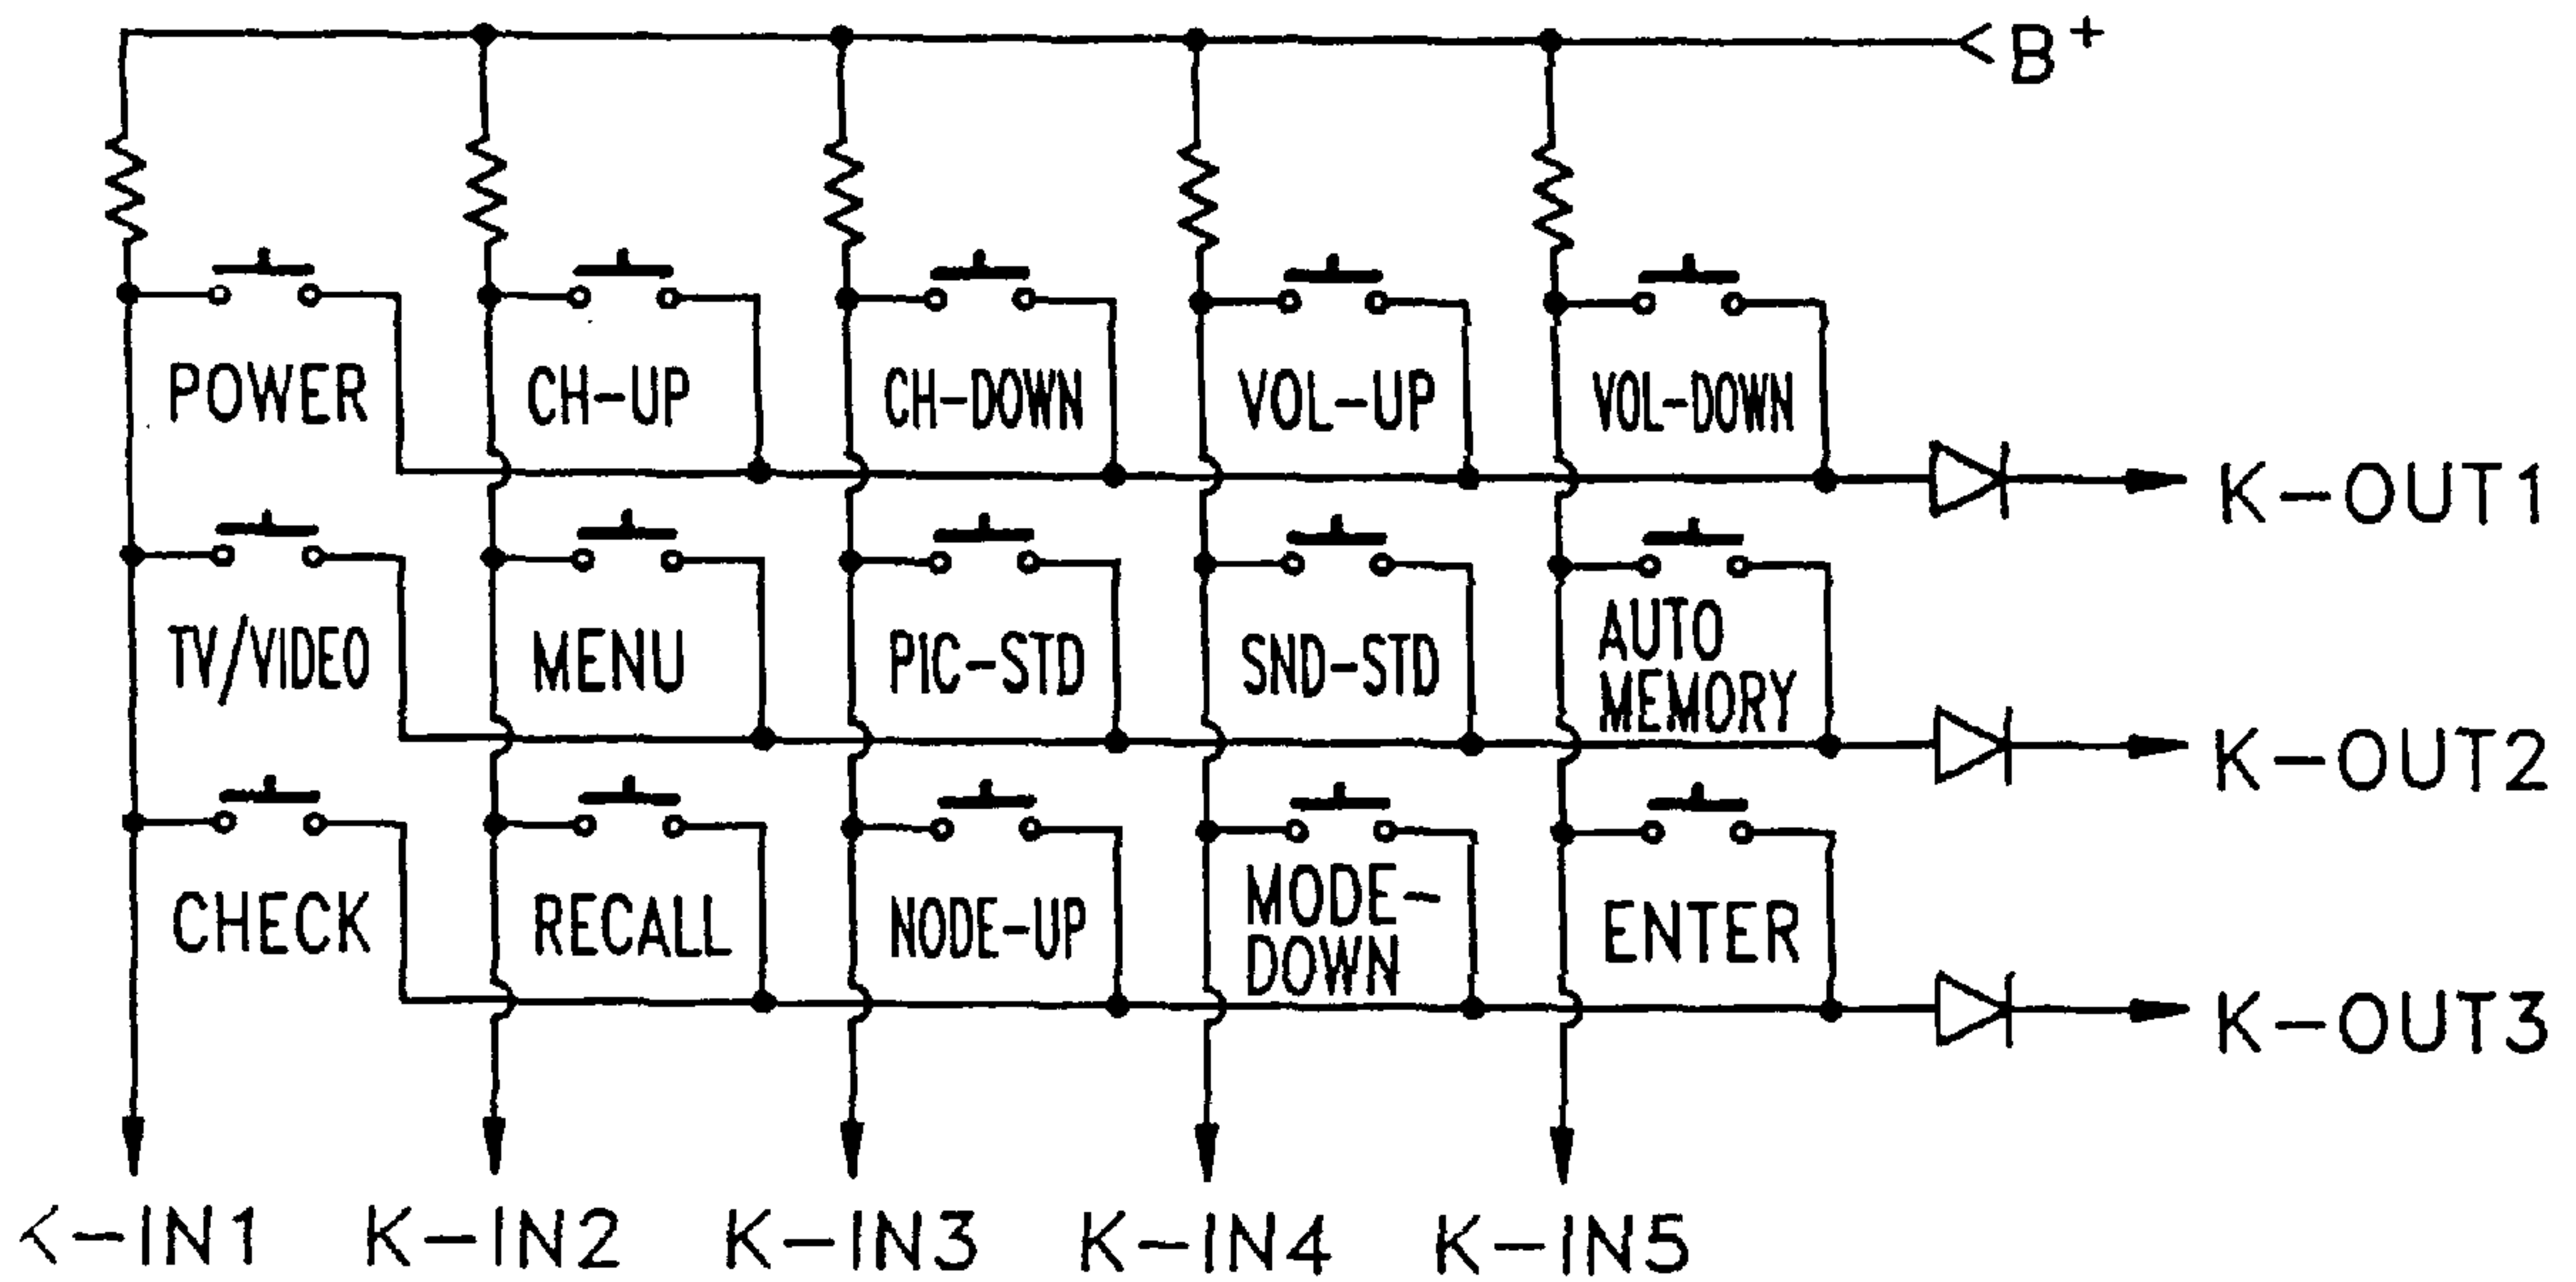 B+
POWER
CH-UP
CH-DOWN
VOL-UP
VOL-DOWN
K-OUT1
TV/VIDEO
MENU
PIC-STD
SND-STD
AUTO
MEMORY
K-OUT2
CHECK
RECALL
NODE-UP
MODE-
DOWN
ENTER
K-OUT3
K-IN1
K-IN2
K-IN3
K-IN4
K-IN5